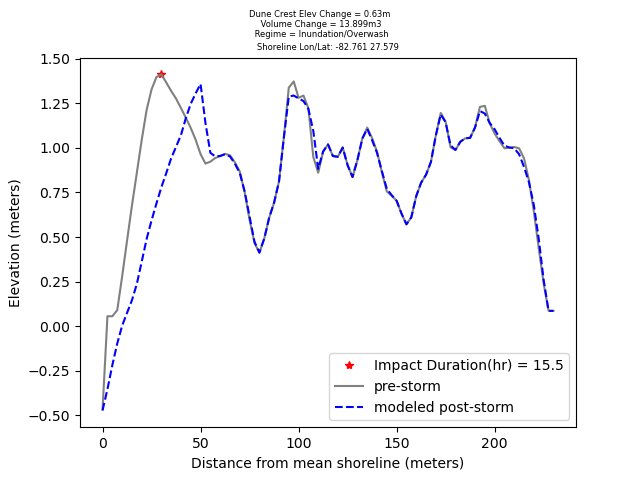 Dune Crest Elev Change = 0.63m
Volume Change = 13.899m3
Regime = Inundation/Overwash
Shoreline Lon/Lat: -82.761 27.579
1.50
1.25
1.00
0.75
0.50
0.25
0.00
−0.25
−0.50
Elevation (meters)
Impact Duration(hr) = 15.5
pre-storm
modeled post-storm
0 50 100 150 200
Distance from mean shoreline (meters)